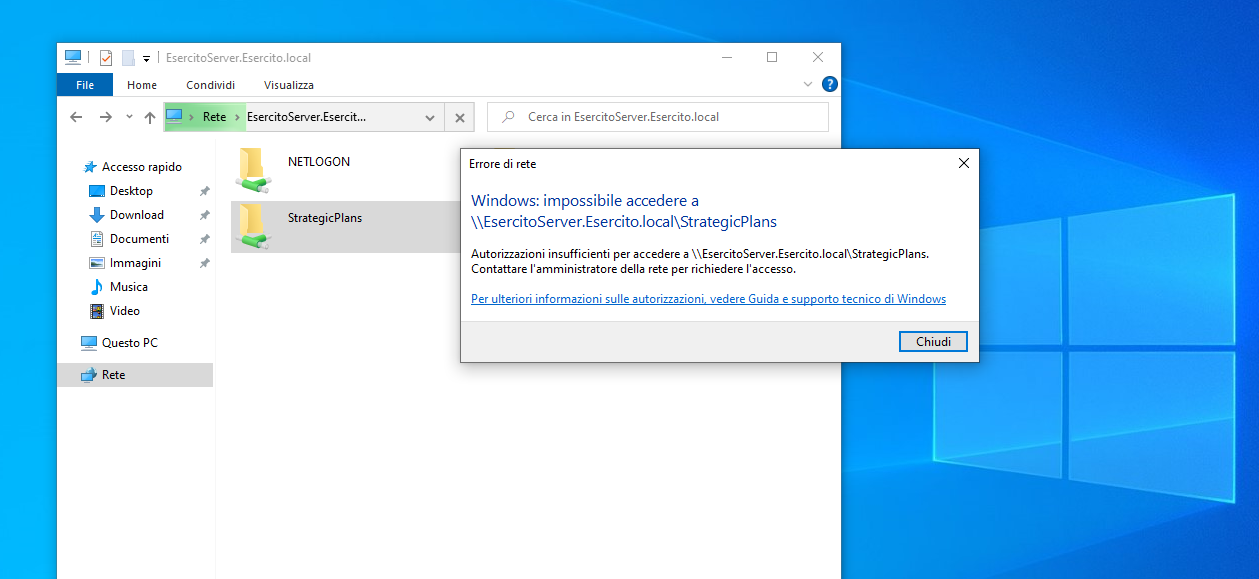 EsercitoServer.Esercito.local
File Home Condividi Visualizza
Rete EsercitoServer.Esercit...
Cerca in EsercitoServer.Esercito.local
Accesso rapido
Desktop
Download
Documenti
Immagini
Musica
Video
Questo PC
Rete
NETLOGON
StrategicPlans
Errore di rete
Windows: impossibile accedere a
\\EsercitoServer.Esercito.local\StrategicPlans
Autorizzazioni insufficienti per accedere a \\EsercitoServer.Esercito.local\StrategicPlans.
Contattare l'amministratore della rete per richiedere l'accesso.
Per ulteriori informazioni sulle autorizzazioni, vedere Guida e supporto tecnico di Windows
Chiudi